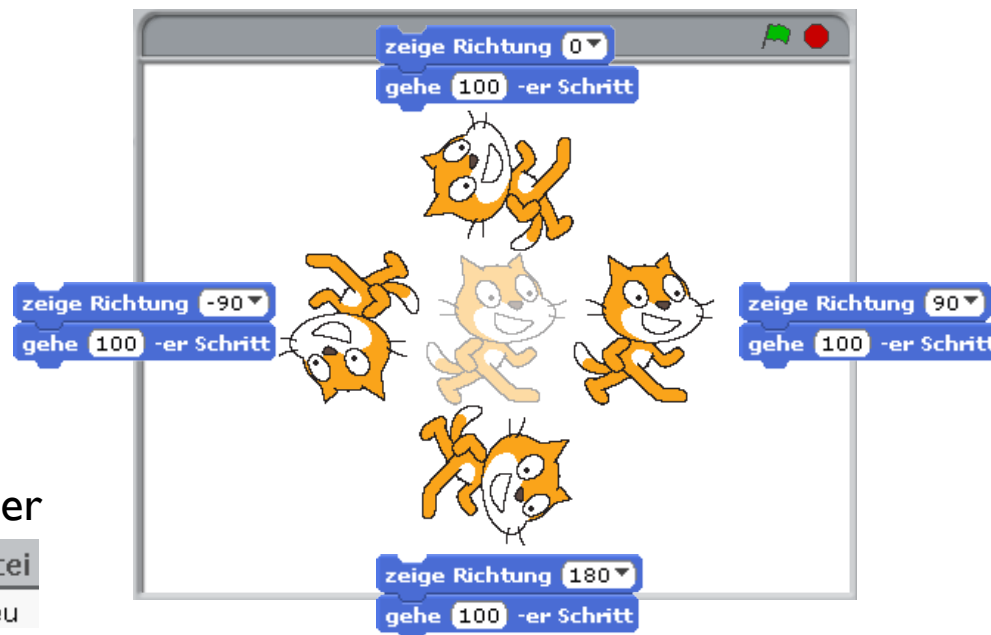 zeige Richtung 0
gehe 100 -er Schritt
zeige Richtung -90
gehe 100 -er Schritt
zeige Richtung 90
gehe 100 -er Schritt
er
tei
u
zeige Richtung 180
gehe 100 -er Schritt